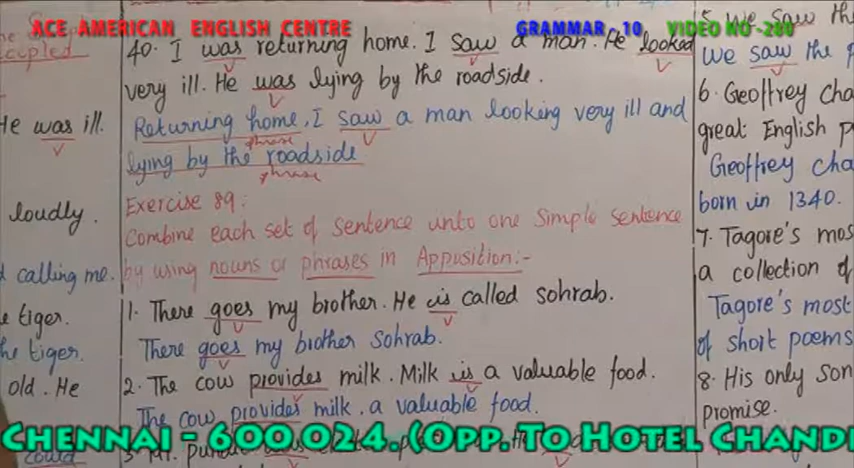 ACE AMERICAN ENGLISH CENTRE GRAMMAR 10 VIDEO NO -280
occupied
He was ill.
loudly.
calling me.
tiger.
tiger.
old. He
could
40. I was returning home. I saw a man. He looked
very ill. He was lying by the roadside.
Returning home, I saw a man looking very ill and
phrase
lying by the roadside
phrase
Exercise 89:
Combine each set of sentence unto one simple sentence
by using nouns or phrases in Apposition:-
1. There goes my brother. He is called sohrab.
There goes my brother Sohrab.
2. The cow provides milk. Milk is a valuable food.
The cow provides milk, a valuable food.
5. We saw the
We saw the
6. Geoffrey
great English
Geoffrey
born in 1340.
7. Tagore's
a collection of
Tagore's most
of short poems
8. His only son
promise.
CHENNAI - 600 024. (OPP. TO HOTEL